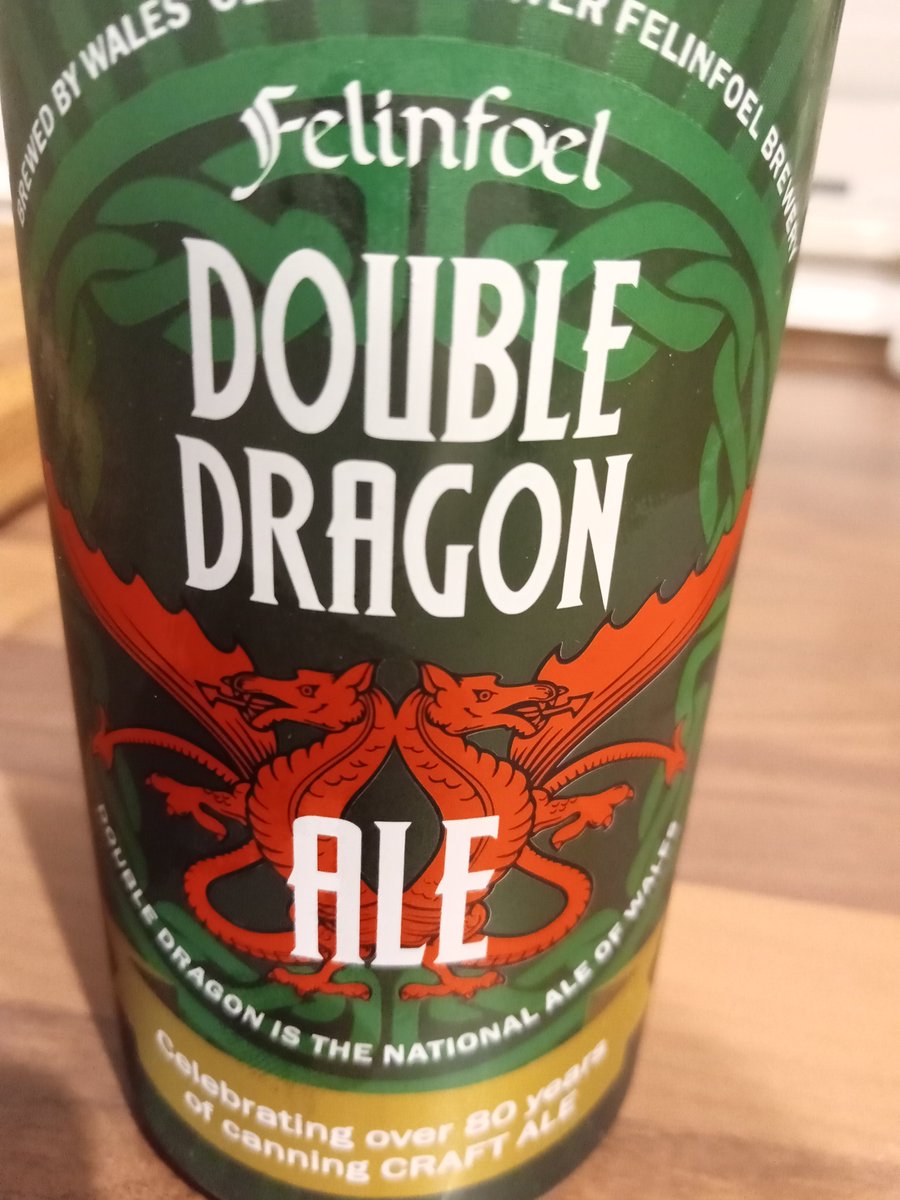 BREWED BY WALES' FELINFOEL BREWERY
Felinfoel
DOUBLE
DRAGON
ALE
DOUBLE DRAGON IS THE NATIONAL ALE OF WALES
Celebrating over 80 years
of canning CRAFT ALE